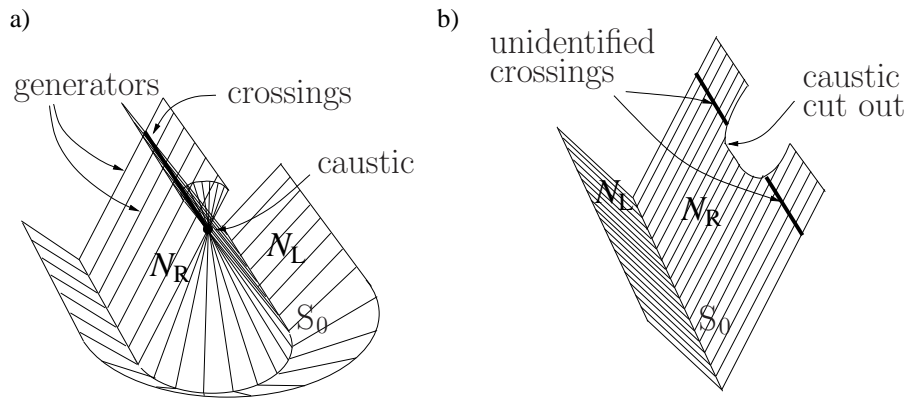 a)
generators
crossings
caustic
N_R
N_L
S_0
b)
unidentified
crossings
caustic
cut out
N_L
N_R
S_0